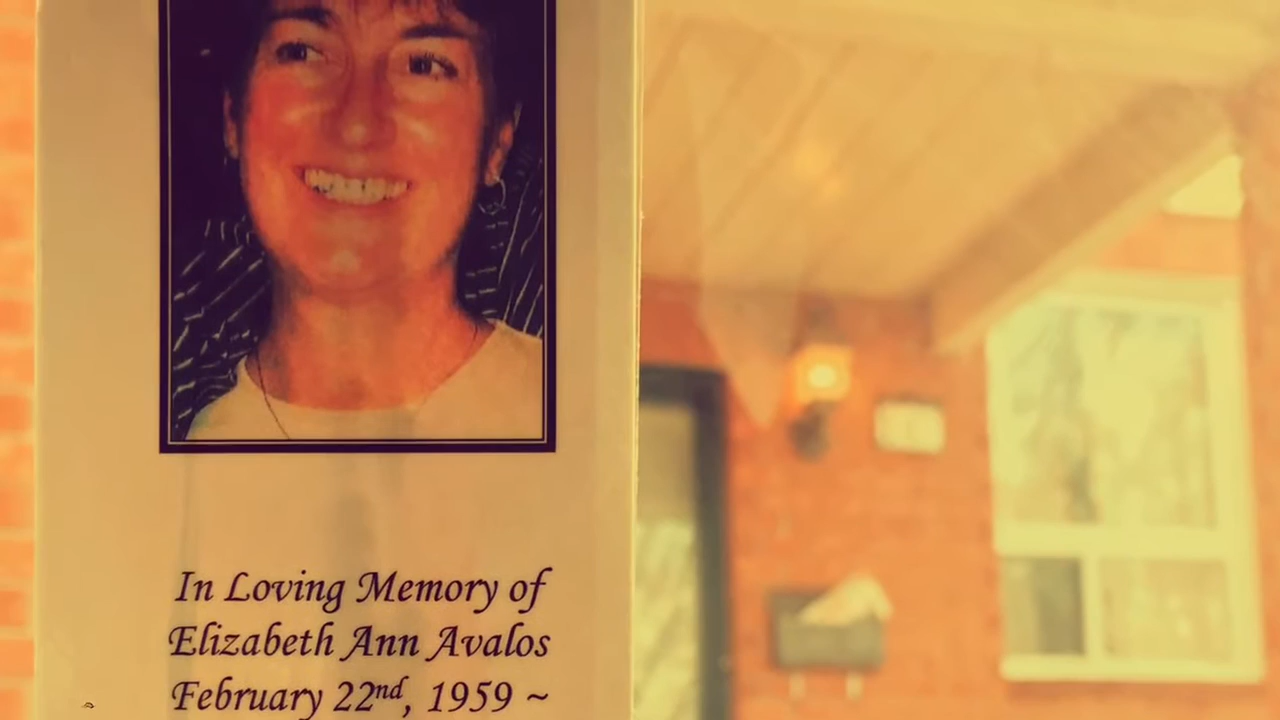 In Loving Memory of
Elizabeth Ann Avalos
February 22nd, 1959 ~